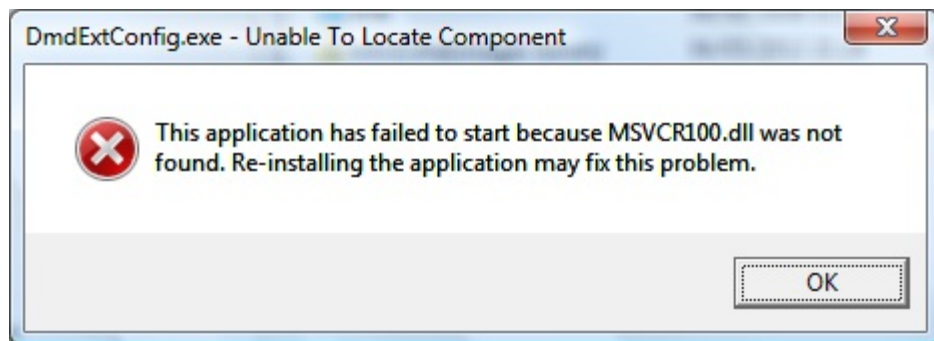 DmdExtConfig.exe - Unable To Locate Component
This application has failed to start because MSVCR100.dll was not
found. Re-installing the application may fix this problem.
OK